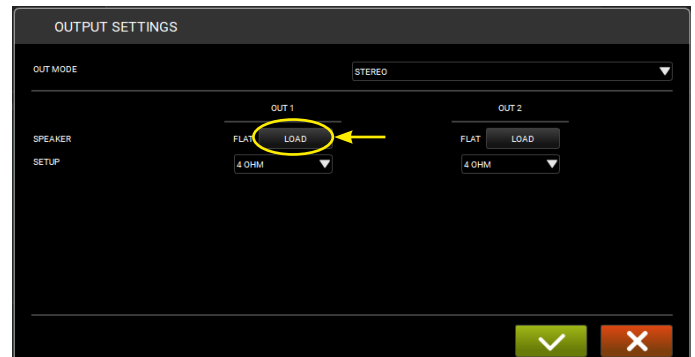 OUTPUT SETTINGS
OUT MODE STEREO
OUT 1 OUT 2
SPEAKER FLAT LOAD FLAT LOAD
SETUP 4 OHM 4 OHM